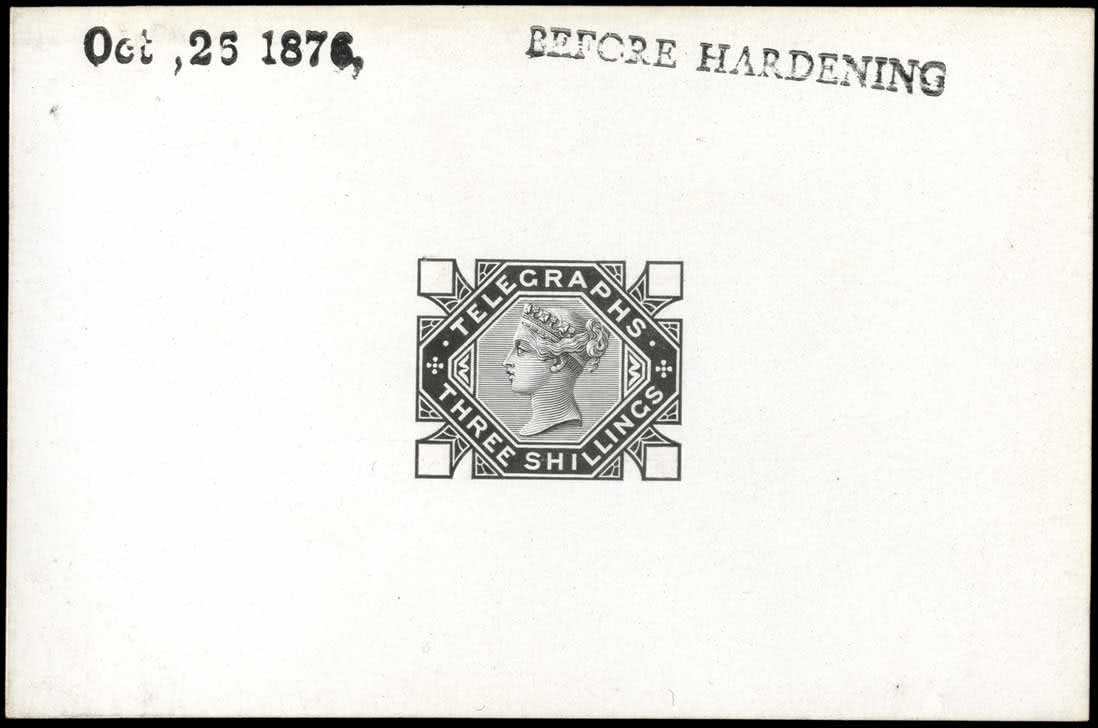 Oct ,25 1876,
BEFORE HARDENING
TELEGRAPHS
THREE SHILLINGS